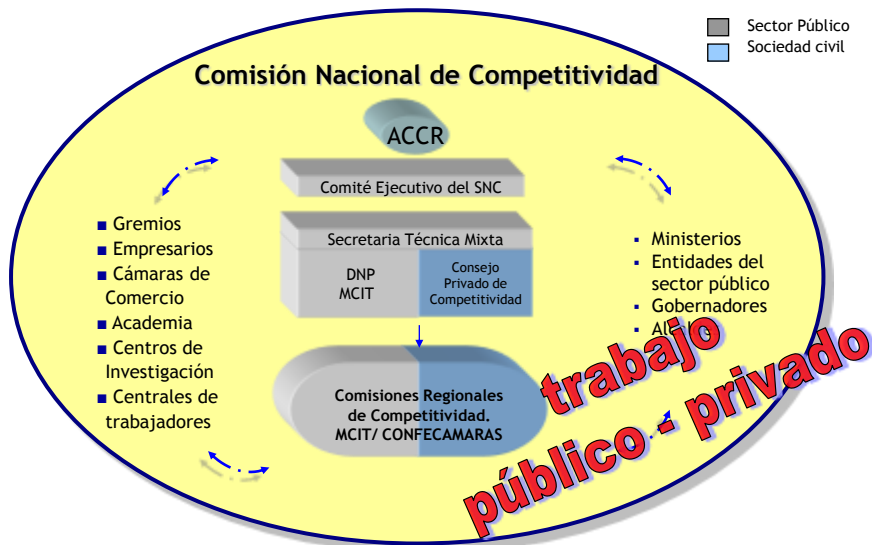 Sector Público
Sociedad civil
Comisión Nacional de Competitividad
ACCR
Comité Ejecutivo del SNC
Secretaria Técnica Mixta
DNP
MCIT
Consejo
Privado de
Competitividad
■ Gremios
■ Empresarios
■ Cámaras de
Comercio
■ Academia
■ Centros de
Investigación
■ Centrales de
trabajadores
▪ Ministerios
▪ Entidades del
sector público
▪ Gobernadores
Comisiones Regionales
de Competitividad.
MCIT/ CONFECAMARAS
trabajo
público - privado